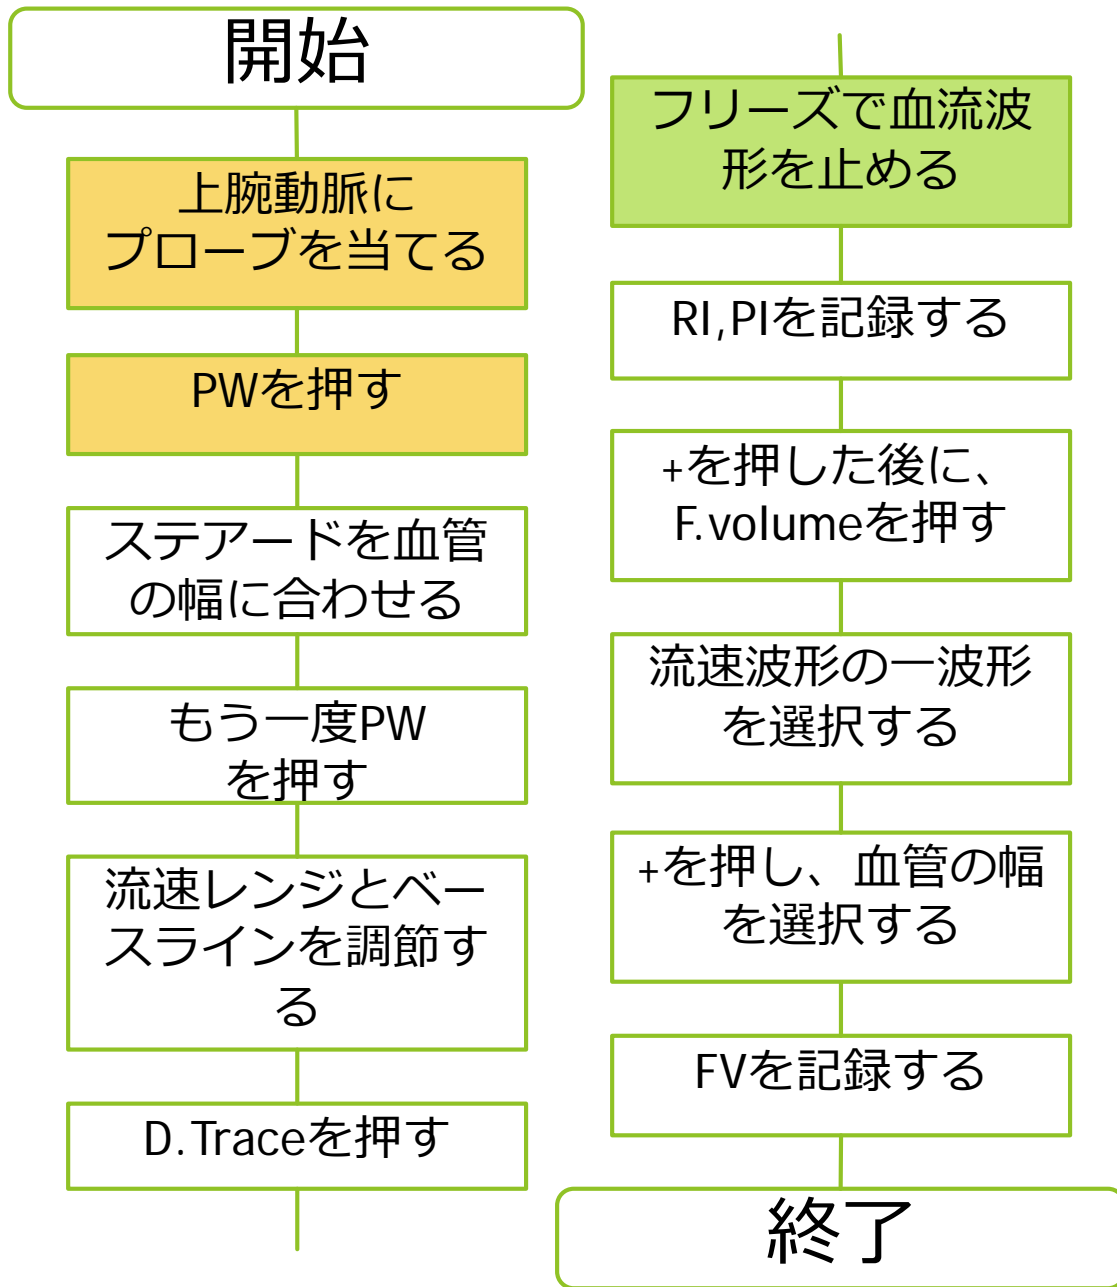 開始
上腕動脈に
プローブを当てる
PWを押す
ステアードを血管
の幅に合わせる
もう一度PW
を押す
流速レンジとベー
スラインを調節す
る
D.Traceを押す
フリーズで血流波
形を止める
RI,PIを記録する
+を押した後に、
F.volumeを押す
流速波形の一波形
を選択する
+を押し、血管の幅
を選択する
FVを記録する
終了